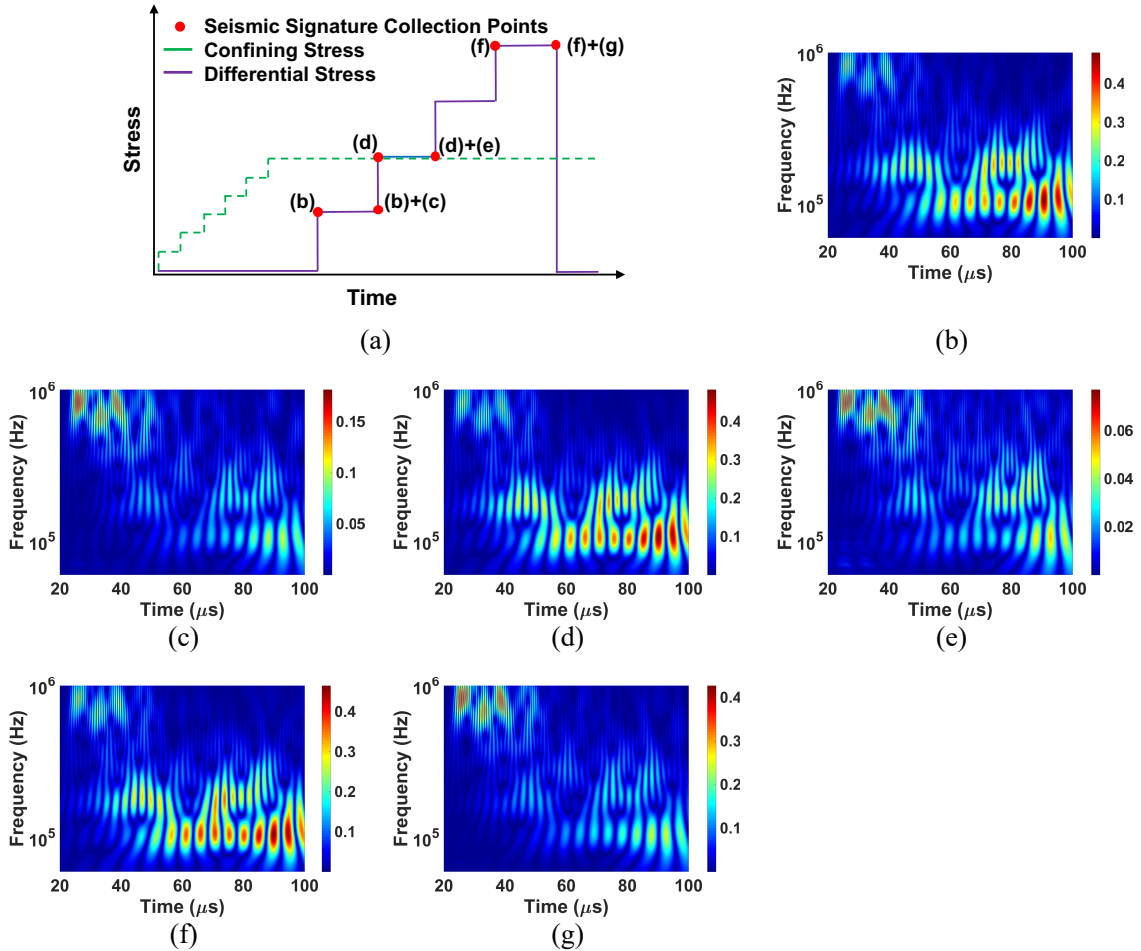 Seismic Signature Collection Points
Confining Stress
Differential Stress
(f)
(f)+(g)
(d)
(d)+(e)
(b)
(b)+(c)
Stress
Time
(a)
10^6
10^5
Frequency (Hz)
20 40 60 80 100
Time (μs)
0.4
0.3
0.2
0.1
(b)
10^6
10^5
Frequency (Hz)
20 40 60 80 100
Time (μs)
0.15
0.1
0.05
(c)
10^6
10^5
Frequency (Hz)
20 40 60 80 100
Time (μs)
0.4
0.3
0.2
0.1
(d)
10^6
10^5
Frequency (Hz)
20 40 60 80 100
Time (μs)
0.06
0.04
0.02
(e)
10^6
10^5
Frequency (Hz)
20 40 60 80 100
Time (μs)
0.4
0.3
0.2
0.1
(f)
10^6
10^5
Frequency (Hz)
20 40 60 80 100
Time (μs)
0.4
0.3
0.2
0.1
(g)